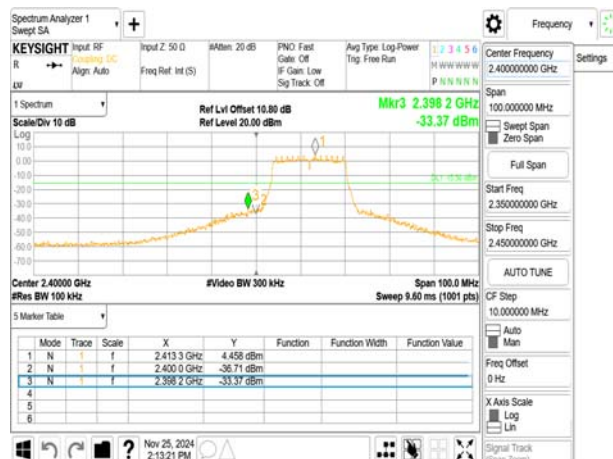 Spectrum Analyzer 1
Swept SA
Frequency
KEYSIGHT
Input: RF
Coupling: DC
Align: Auto
Input Z: 50 Ω
Freq Ref: Int (S)
#Atten: 20 dB
PNO: Fast
Gate: Off
IF Gain: Low
Sig Track: Off
Avg Type: Log-Power
Trig: Free Run
1 2 3 4 5 6
M W W W W W
P N N N N N
R
1 Spectrum
Scale/Div 10 dB
Ref Lvl Offset 10.80 dB
Ref Level 20.00 dBm
Mkr3 2.398 2 GHz
-33.37 dBm
Log
10.0
0.00
-10.0
-20.0
-30.0
-40.0
-50.0
-60.0
-70.0
1
2
3
Center 2.40000 GHz
#Video BW 300 kHz
Span 100.0 MHz
#Res BW 100 kHz
Sweep 9.60 ms (1001 pts)
5 Marker Table
Mode Trace Scale X Y Function Function Width Function Value
1 N 1 f 2.413 3 GHz 4.458 dBm
2 N 1 f 2.400 0 GHz -36.71 dBm
3 N 1 f 2.398 2 GHz -33.37 dBm
4
5
6
Nov 25, 2024
2:13:21 PM
Center Frequency
2.400000000 GHz
Settings
Span
100.000000 MHz
Swept Span
Zero Span
Full Span
Start Freq
2.350000000 GHz
Stop Freq
2.450000000 GHz
AUTO TUNE
CF Step
10.000000 MHz
Auto
Man
Freq Offset
0 Hz
X Axis Scale
Log
Lin
Signal Track